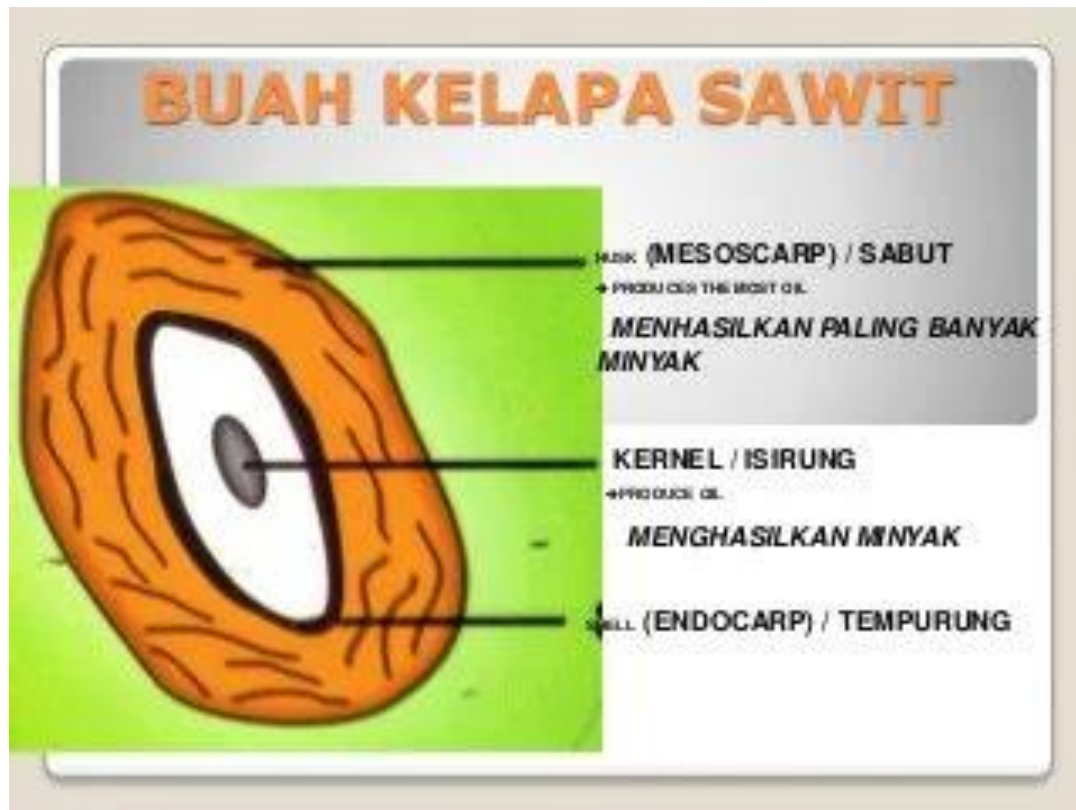 BUAH KELAPA SAWIT
HUSK (MESOSCARP) / SABUT
→ PRODUCES THE MOST OIL
MENHASILKAN PALING BANYAK
MINYAK
KERNEL / ISIRUNG
→PRODUCE OIL
MENGHASILKAN MINYAK
SHELL (ENDOCARP) / TEMPURUNG